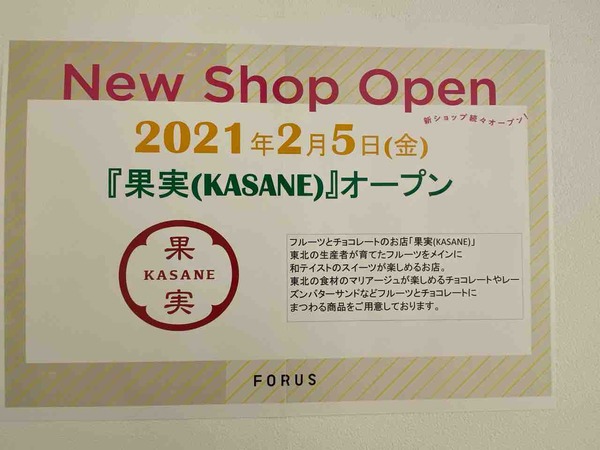 New Shop Open
新ショップ続々オープン!
2021年2月5日(金)
『果実(KASANE)』オープン
果
KASANE
実
フルーツとチョコレートのお店「果実(KASANE)」
東北の生産者が育てたフルーツをメインに
和テイストのスイーツが楽しめるお店。
東北の食材のマリアージュが楽しめるチョコレートやレー
ズンバターサンドなどフルーツとチョコレートに
まつわる商品をご用意しております。
FORUS